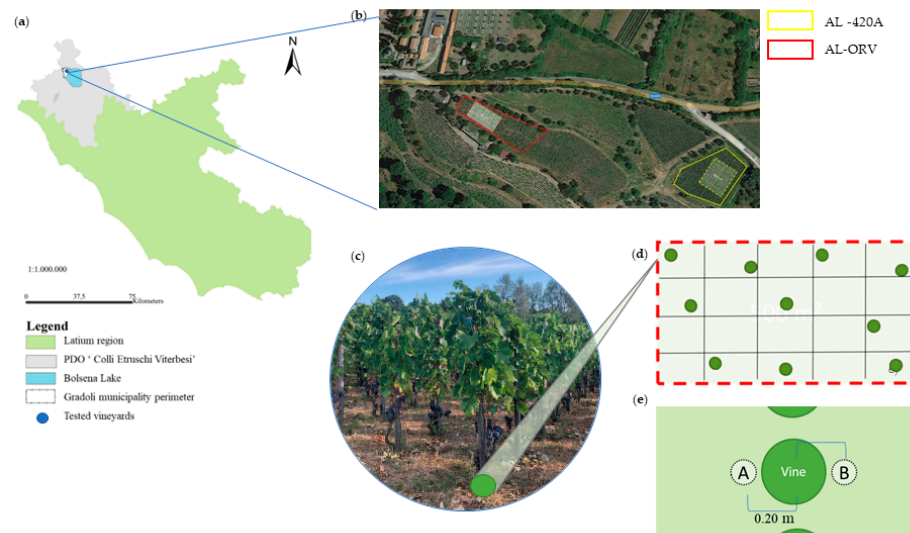 (a)
N
1:1.000.000
0 37,5 75
Kilometers
Legend
Latium region
PDO ‘ Colli Etruschi Viterbesi’
Bolsena Lake
Gradoli municipality perimeter
Tested vineyards
(b)
AL -420A
AL-ORV
(c)
(d)
(e)
A
Vine
B
0.20 m